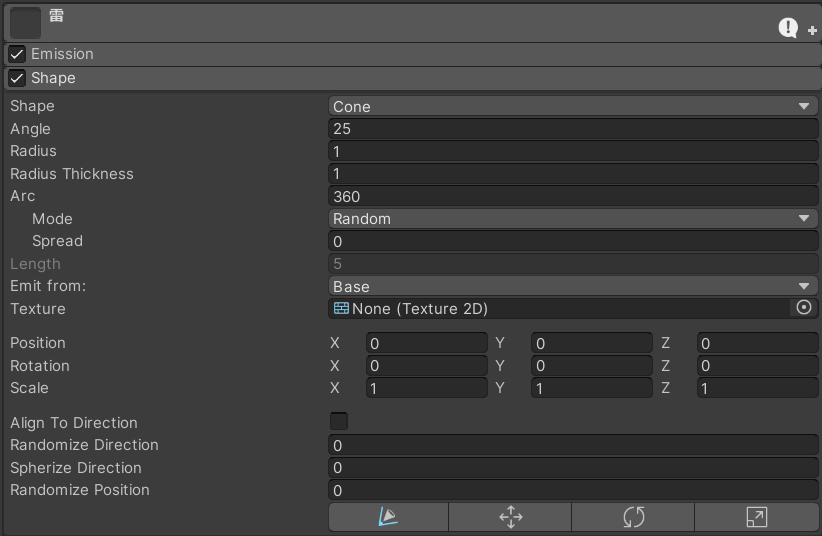 雷
Emission
Shape
Shape Cone
Angle 25
Radius 1
Radius Thickness 1
Arc 360
Mode Random
Spread 0
Length 5
Emit from: Base
Texture None (Texture 2D)
Position X 0 Y 0 Z 0
Rotation X 0 Y 0 Z 0
Scale X 1 Y 1 Z 1
Align To Direction
Randomize Direction 0
Spherize Direction 0
Randomize Position 0